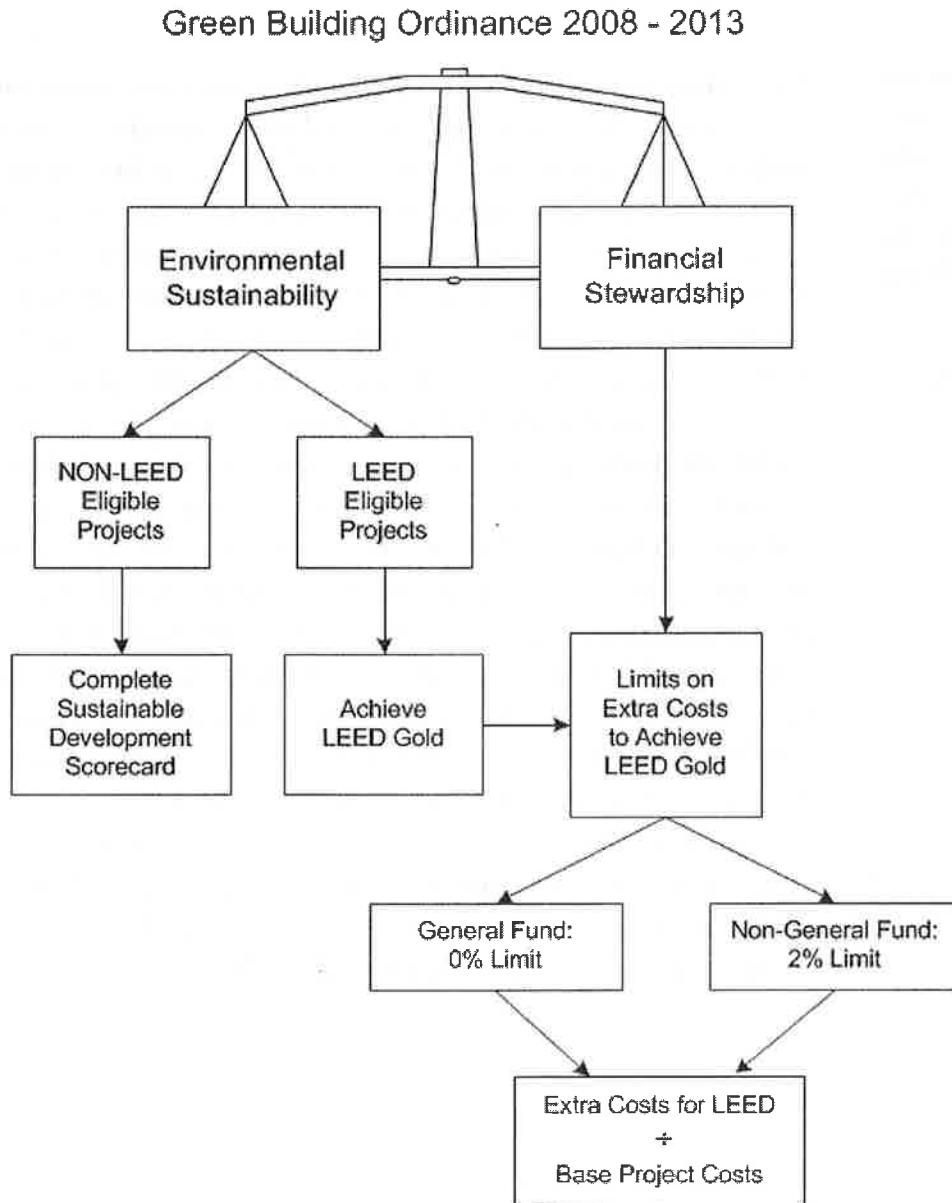 Green Building Ordinance 2008 - 2013
Environmental
Sustainability
Financial
Stewardship
NON-LEED
Eligible
Projects
LEED
Eligible
Projects
Complete
Sustainable
Development
Scorecard
Achieve
LEED Gold
Limits on
Extra Costs
to Achieve
LEED Gold
General Fund:
0% Limit
Non-General Fund:
2% Limit
Extra Costs for LEED
÷
Base Project Costs